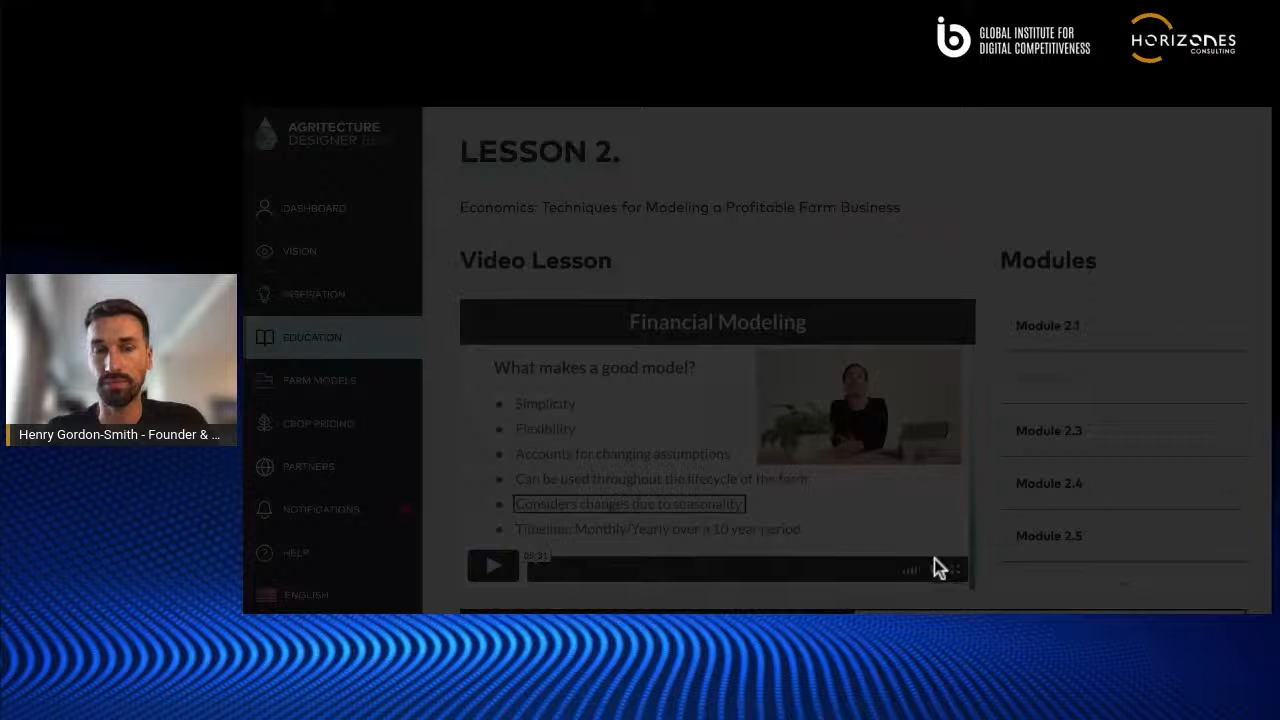 GLOBAL INSTITUTE FOR
DIGITAL COMPETITIVENESS
HORIZONES
CONSULTING
AGRITECTURE
DESIGNER
DASHBOARD
VISION
INSPIRATION
EDUCATION
FARM MODELS
CROP PRICING
PARTNERS
NOTIFICATIONS
HELP
ENGLISH
LESSON 2.
Economics: Techniques for Modeling a Profitable Farm Business
Video Lesson
Financial Modeling
What makes a good model?
• Simplicity
• Flexibility
• Accounts for changing assumptions
• Can be used throughout the lifecycle of the farm
• Considers changes due to seasonality
• Timeline: Monthly/Yearly over a 10 year period
Modules
Module 2.1
Module 2.3
Module 2.4
Module 2.5
Henry Gordon-Smith - Founder & ...